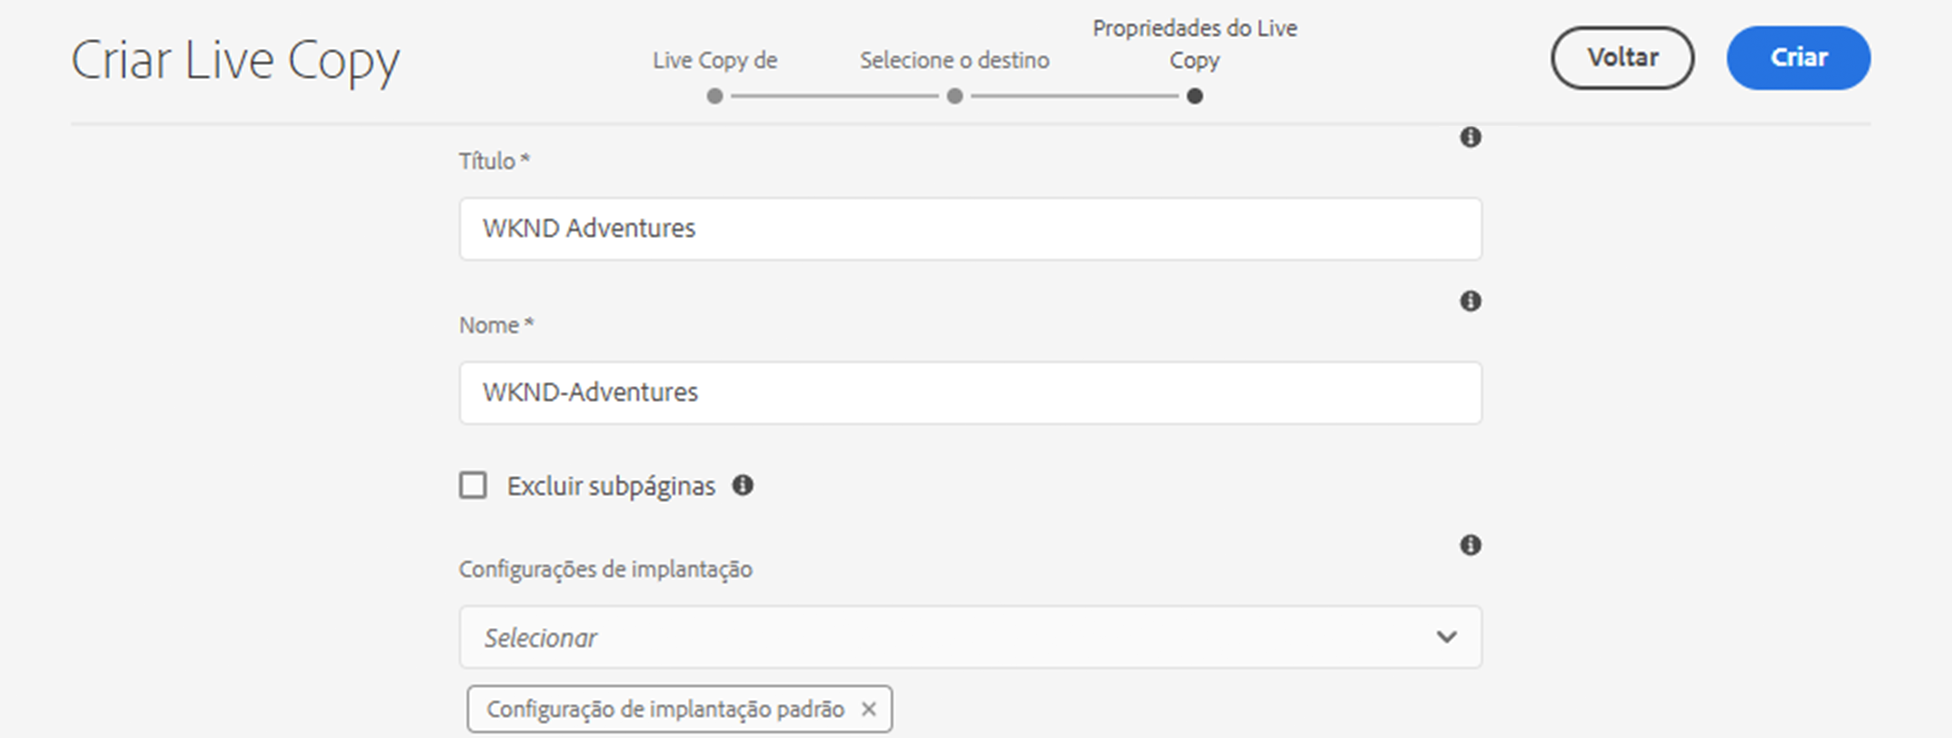 Criar Live Copy
Live Copy de
Selecione o destino
Propriedades do Live
Copy
Voltar
Criar
Título *
WKND Adventures
Nome *
WKND-Adventures
Excluir subpáginas
Configurações de implantação
Selecionar
Configuração de implantação padrão ×